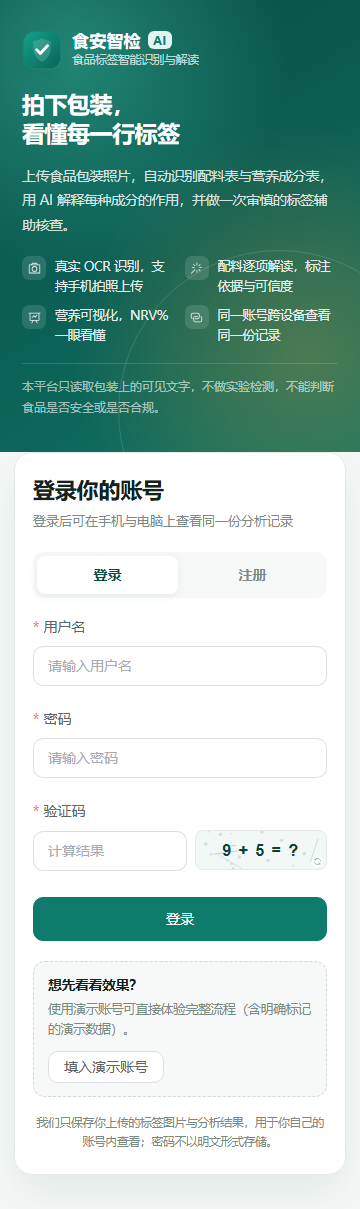 食安智检 AI
食品标签智能识别与解读
拍下包装，
看懂每一行标签
上传食品包装照片，自动识别配料表与营养成分表，
用 AI 解释每种成分的作用，并做一次审慎的标签辅
助核查。
真实 OCR 识别，支
持手机拍照上传
配料逐项解读，标注
依据与可信度
营养可视化，NRV%
一眼看懂
同一账号跨设备查看
同一份记录
本平台只读取包装上的可见文字，不做实验检测，不能判断
食品是否安全或是否合规。
登录你的账号
登录后可在手机与电脑上查看同一份分析记录
登录
注册
* 用户名
请输入用户名
* 密码
请输入密码
* 验证码
计算结果
9 + 5 = ?
登录
想先看看效果？
使用演示账号可直接体验完整流程（含明确标记
的演示数据）。
填入演示账号
我们只保存你上传的标签图片与分析结果，用于你自己的
账号内查看；密码不以明文形式存储。